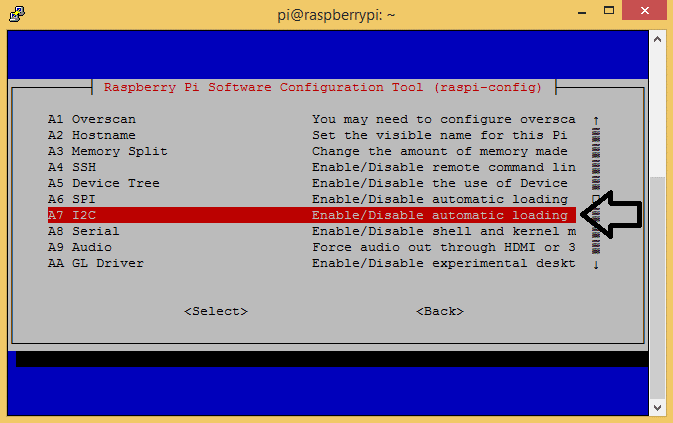 pi@raspberrypi: ~
Raspberry Pi Software Configuration Tool (raspi-config)
A1 Overscan You may need to configure oversca
A2 Hostname Set the visible name for this Pi
A3 Memory Split Change the amount of memory made
A4 SSH Enable/Disable remote command lin
A5 Device Tree Enable/Disable the use of Device
A6 SPI Enable/Disable automatic loading
A7 I2C Enable/Disable automatic loading
A8 Serial Enable/Disable shell and kernel m
A9 Audio Force audio out through HDMI or 3
AA GL Driver Enable/Disable experimental deskt
<Select> <Back>